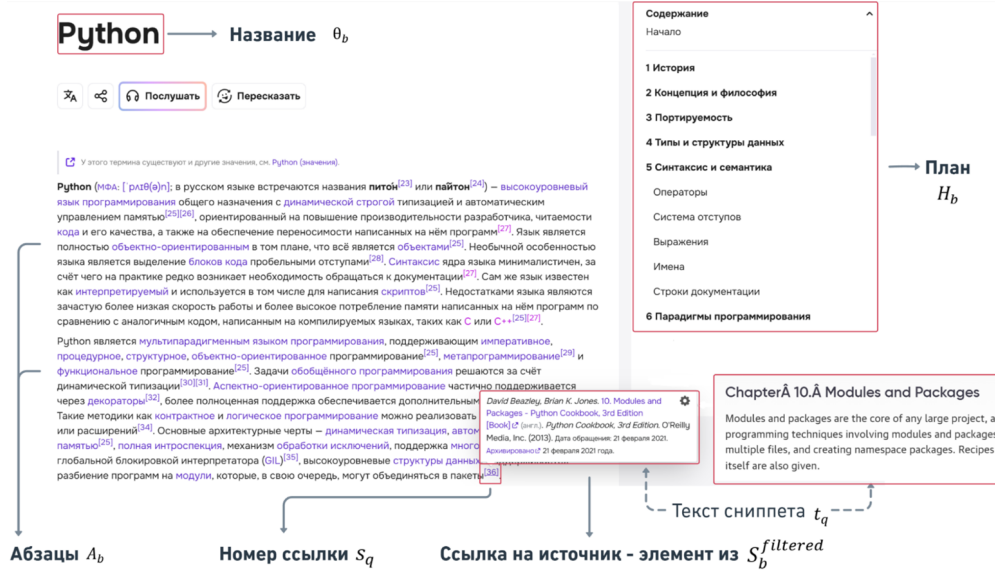 Python
Название θb
Послушать
Пересказать
У этого термина существуют и другие значения, см. Python (значения).
Python (МФА: [ˈpʌɪθ(ə)n]; в русском языке встречаются названия пито́н[23] или па́йтон[24]) — высокоуровневый
язык программирования общего назначения с динамической строгой типизацией и автоматическим
управлением памятью[25][26], ориентированный на повышение производительности разработчика, читаемости
кода и его качества, а также на обеспечение переносимости написанных на нём программ[27]. Язык является
полностью объектно-ориентированным в том плане, что всё является объектами[25]. Необычной особенностью
языка является выделение блоков кода пробельными отступами[28]. Синтаксис ядра языка минималистичен, за
счёт чего на практике редко возникает необходимость обращаться к документации[27]. Сам же язык известен
как интерпретируемый и используется в том числе для написания скриптов[25]. Недостатками языка являются
зачастую более низкая скорость работы и более высокое потребление памяти написанных на нём программ по
сравнению с аналогичным кодом, написанным на компилируемых языках, таких как C или C++[25][27].
Python является мультипарадигменным языком программирования, поддерживающим императивное,
процедурное, структурное, объектно-ориентированное программирование[25], метапрограммирование[29] и
функциональное программирование[25]. Задачи обобщённого программирования решаются за счёт
динамической типизации[30][31]. Аспектно-ориентированное программирование частично поддерживается
через декораторы[32], более полноценная поддержка обеспечивается дополнительным
Такие методики как контрактное и логическое программирование можно реализовать
или расширений[34]. Основные архитектурные черты — динамическая типизация, автом
памятью[25], полная интроспекция, механизм обработки исключений, поддержка много
глобальной блокировкой интерпретатора (GIL)[35], высокоуровневые структуры данных
разбиение программ на модули, которые, в свою очередь, могут объединяться в пакеты[36].
David Beazley, Brian K. Jones. 10. Modules and
Packages - Python Cookbook, 3rd Edition
[Book] (англ.). Python Cookbook, 3rd Edition. O'Reilly
Media, Inc. (2013). Дата обращения: 21 февраля 2021.
Архивировано 21 февраля 2021 года.
Содержание
Начало
1 История
2 Концепция и философия
3 Портируемость
4 Типы и структуры данных
5 Синтаксис и семантика
Операторы
Система отступов
Выражения
Имена
Строки документации
6 Парадигмы программирования
План
Hb
ChapterÂ 10.Â Modules and Packages
Modules and packages are the core of any large project, a
programming techniques involving modules and packages
multiple files, and creating namespace packages. Recipes
itself are also given.
Текст сниппета tq
Абзацы Ab
Номер ссылки sq
Ссылка на источник - элемент из Sb filtered